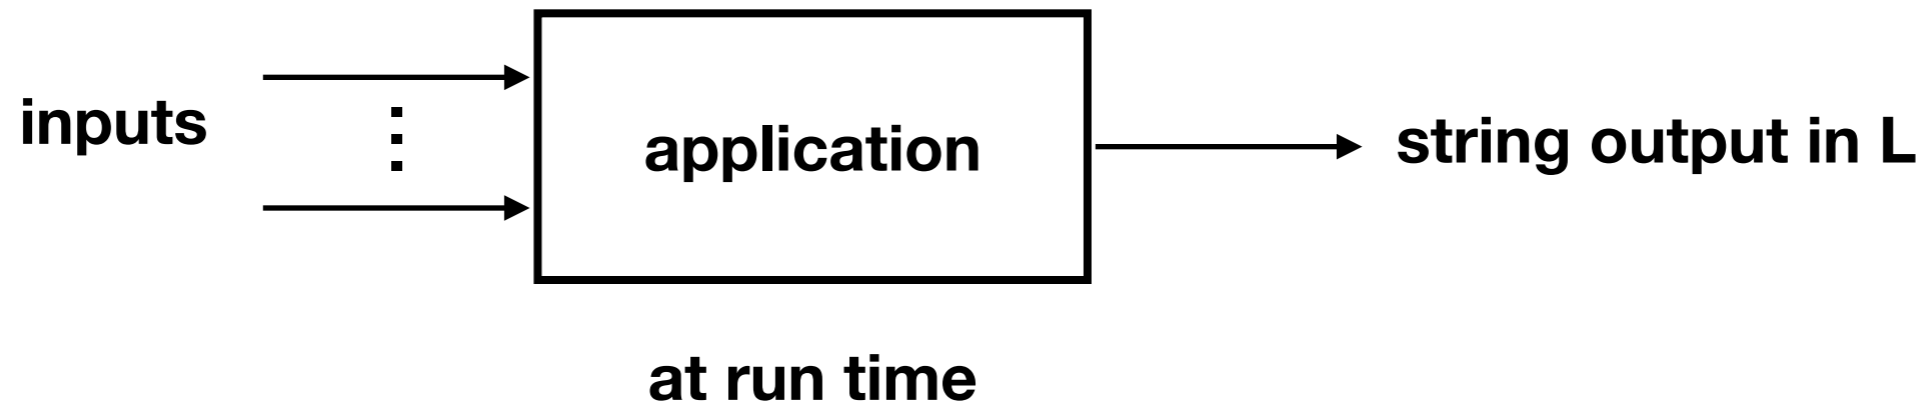 inputs
application
string output in L
at run time